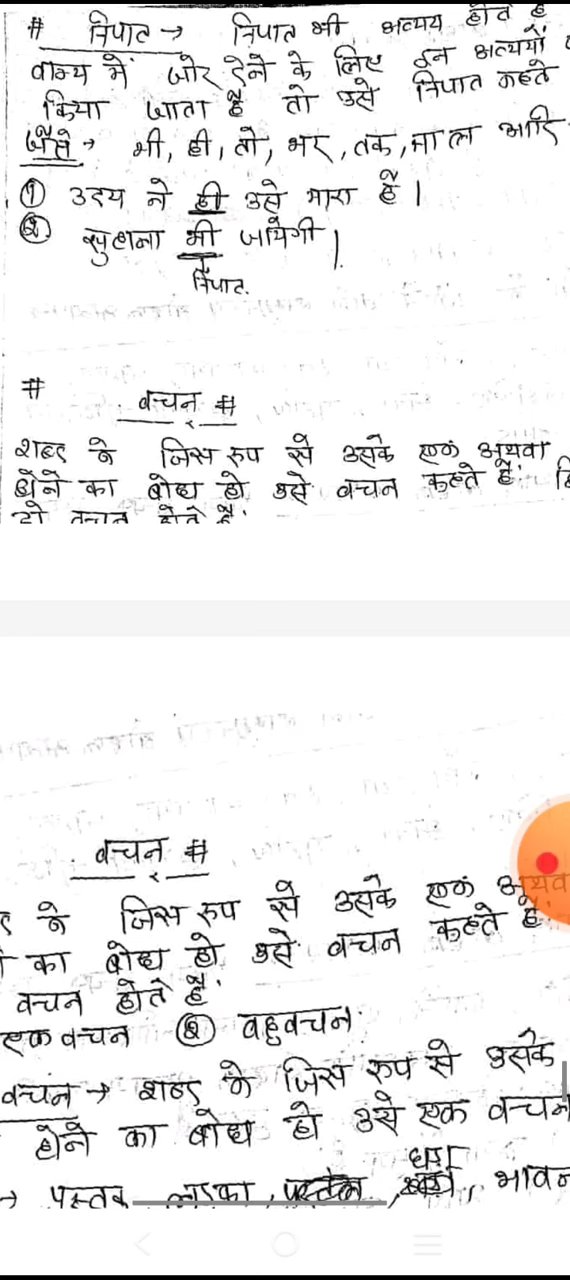 # निपात → निपात भी अव्यय होते है
वाक्य में जोर देने के लिए इन अव्ययों
किया जाता है तो उसे निपात कहते
जैसे → भी, ही, तो, भर, तक, मात्र आदि
① उदय ने ही उसे मारा है।
② सुहाना भी जायेगी।
निपात.
#
वचन #
शब्द के जिस रूप से उसके एक अथवा
होने का बोध हो उसे वचन कहते है.
दो वचन होते है.
वचन #
के जिस रूप से उसके एक अथवा
का बोध हो उसे वचन कहते है.
वचन होते है.
एकवचन ② बहुवचन
वचन → शब्द के जिस रूप से उसके
होने का बोध हो उसे एक वचन
घड़ा
→ पुस्तक लड़का,